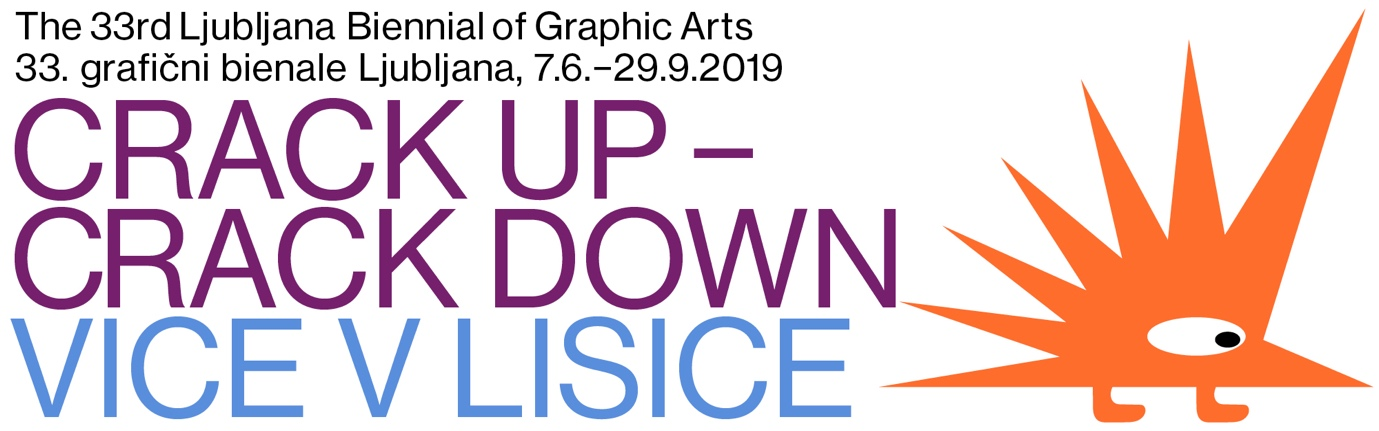 The 33rd Ljubljana Biennial of Graphic Arts
33. grafični bienale Ljubljana, 7.6.–29.9.2019
CRACK UP –
CRACK DOWN
VICE V LISICE